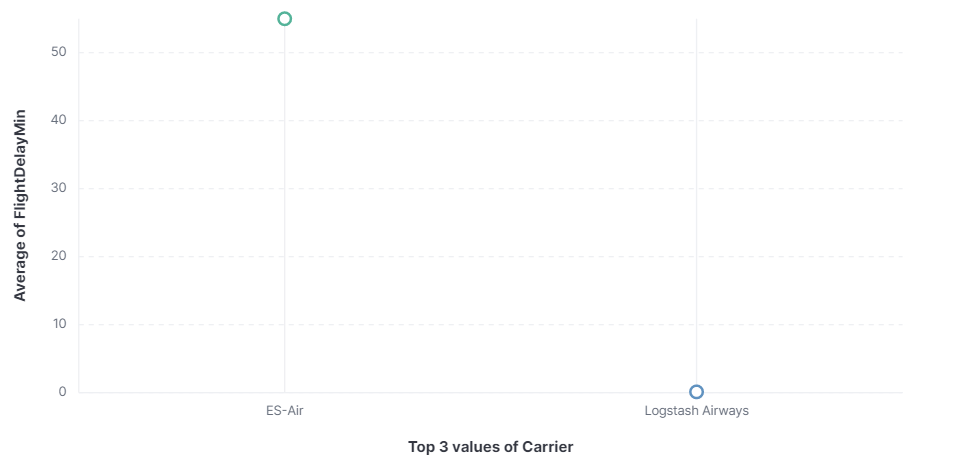 Average of FlightDelayMin
50
40
30
20
10
0
ES-Air
Logstash Airways
Top 3 values of Carrier